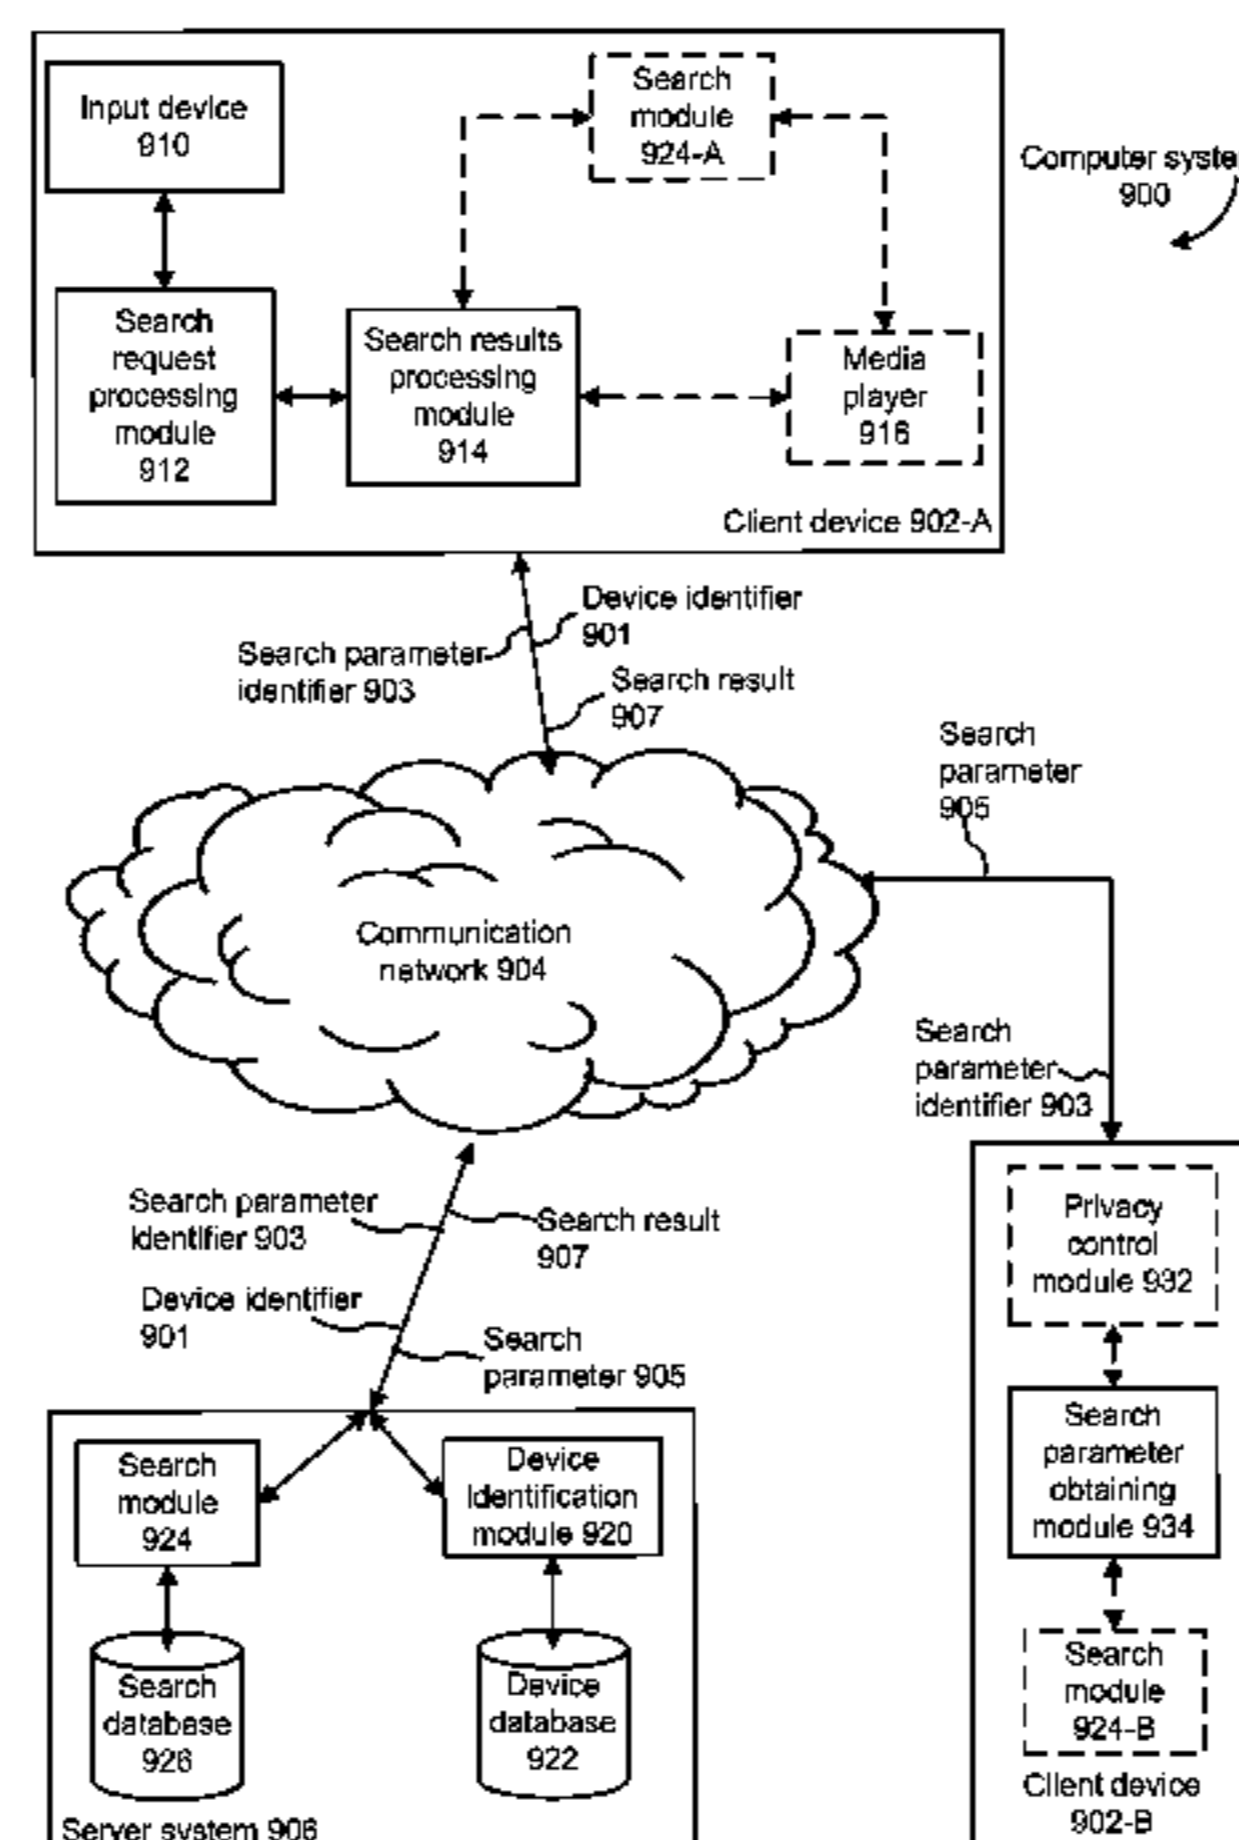 Input device
910
Search
module
924-A
Computer syste
900
Search
request
processing
module
912
Search results
processing
module
914
Media
player
916
Client device 902-A
Device identifier
901
Search parameter
identifier 903
Search result
907
Search
parameter
905
Communication
network 904
Search
parameter
identifier 903
Search parameter
identifier 903
Search result
907
Device identifier
901
Search
parameter 905
Privacy
control
module 932
Search
module
924
Device
identification
module 920
Search
parameter
obtaining
module 934
Search
database
926
Device
database
922
Search
module
924-B
Client device
902-B
Server system 906